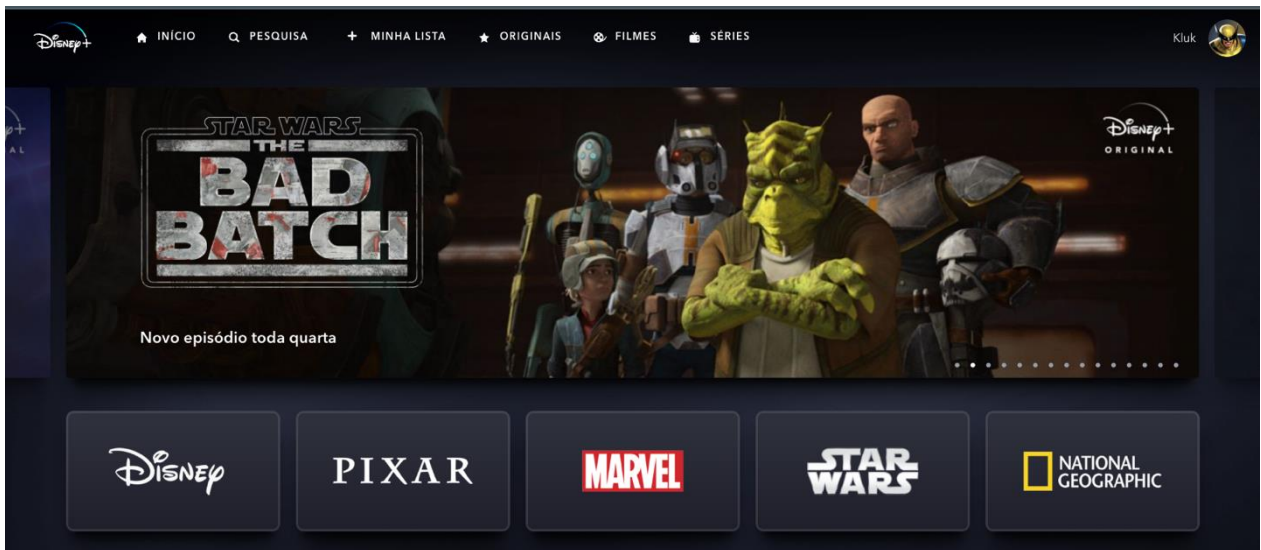 Disney+ INÍCIO PESQUISA MINHA LISTA ORIGINAIS FILMES SÉRIES Kluk
STAR WARS
THE
BAD
BATCH
Novo episódio toda quarta
Disney+
ORIGINAL
Disney PIXAR MARVEL STAR WARS NATIONAL GEOGRAPHIC